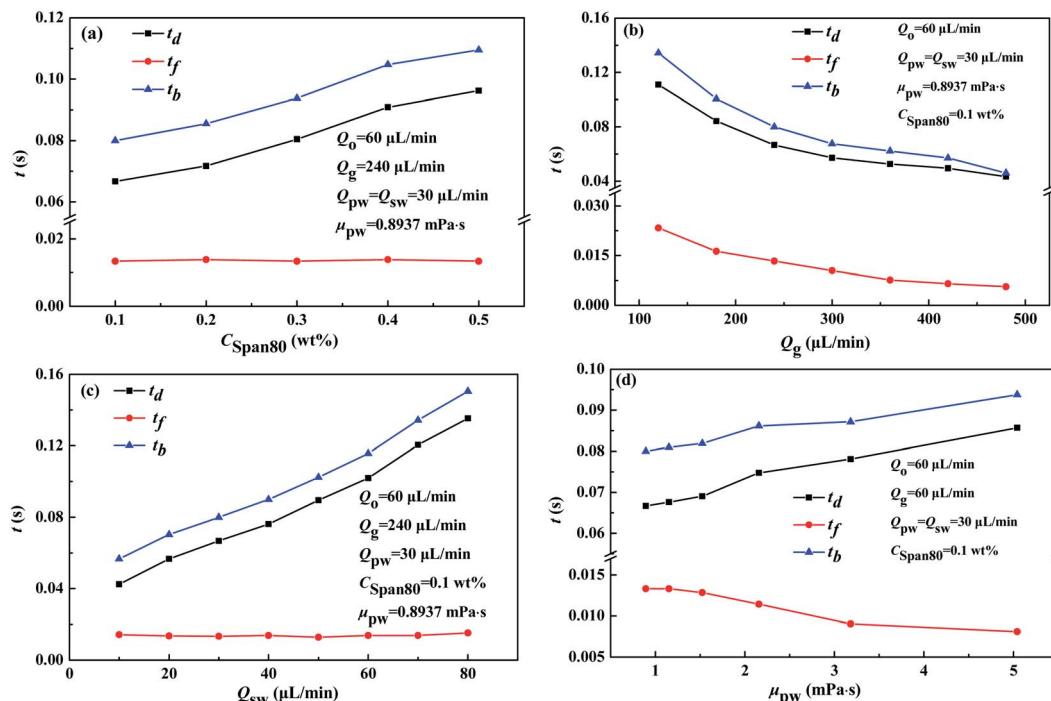 (a)
t_d
t_f
t_b
Q_o=60 μL/min
Q_g=240 μL/min
Q_pw=Q_sw=30 μL/min
μ_pw=0.8937 mPa·s
0.12
0.10
0.08
0.06
0.02
0.00
t (s)
0.1 0.2 0.3 0.4 0.5
C_Span80 (wt%)
(b)
t_d
t_f
t_b
Q_o=60 μL/min
Q_pw=Q_sw=30 μL/min
μ_pw=0.8937 mPa·s
C_Span80=0.1 wt%
0.16
0.12
0.08
0.04
0.030
0.015
0.000
t (s)
100 200 300 400 500
Q_g (μL/min)
(c)
t_d
t_f
t_b
Q_o=60 μL/min
Q_g=240 μL/min
Q_pw=30 μL/min
C_Span80=0.1 wt%
μ_pw=0.8937 mPa·s
0.16
0.12
0.08
0.04
0.00
t (s)
20 40 60 80
Q_sw (μL/min)
(d)
t_d
t_f
t_b
Q_o=60 μL/min
Q_g=60 μL/min
Q_pw=Q_sw=30 μL/min
C_Span80=0.1 wt%
0.10
0.09
0.08
0.07
0.06
0.015
0.010
0.005
t (s)
1 2 3 4 5
μ_pw (mPa·s)